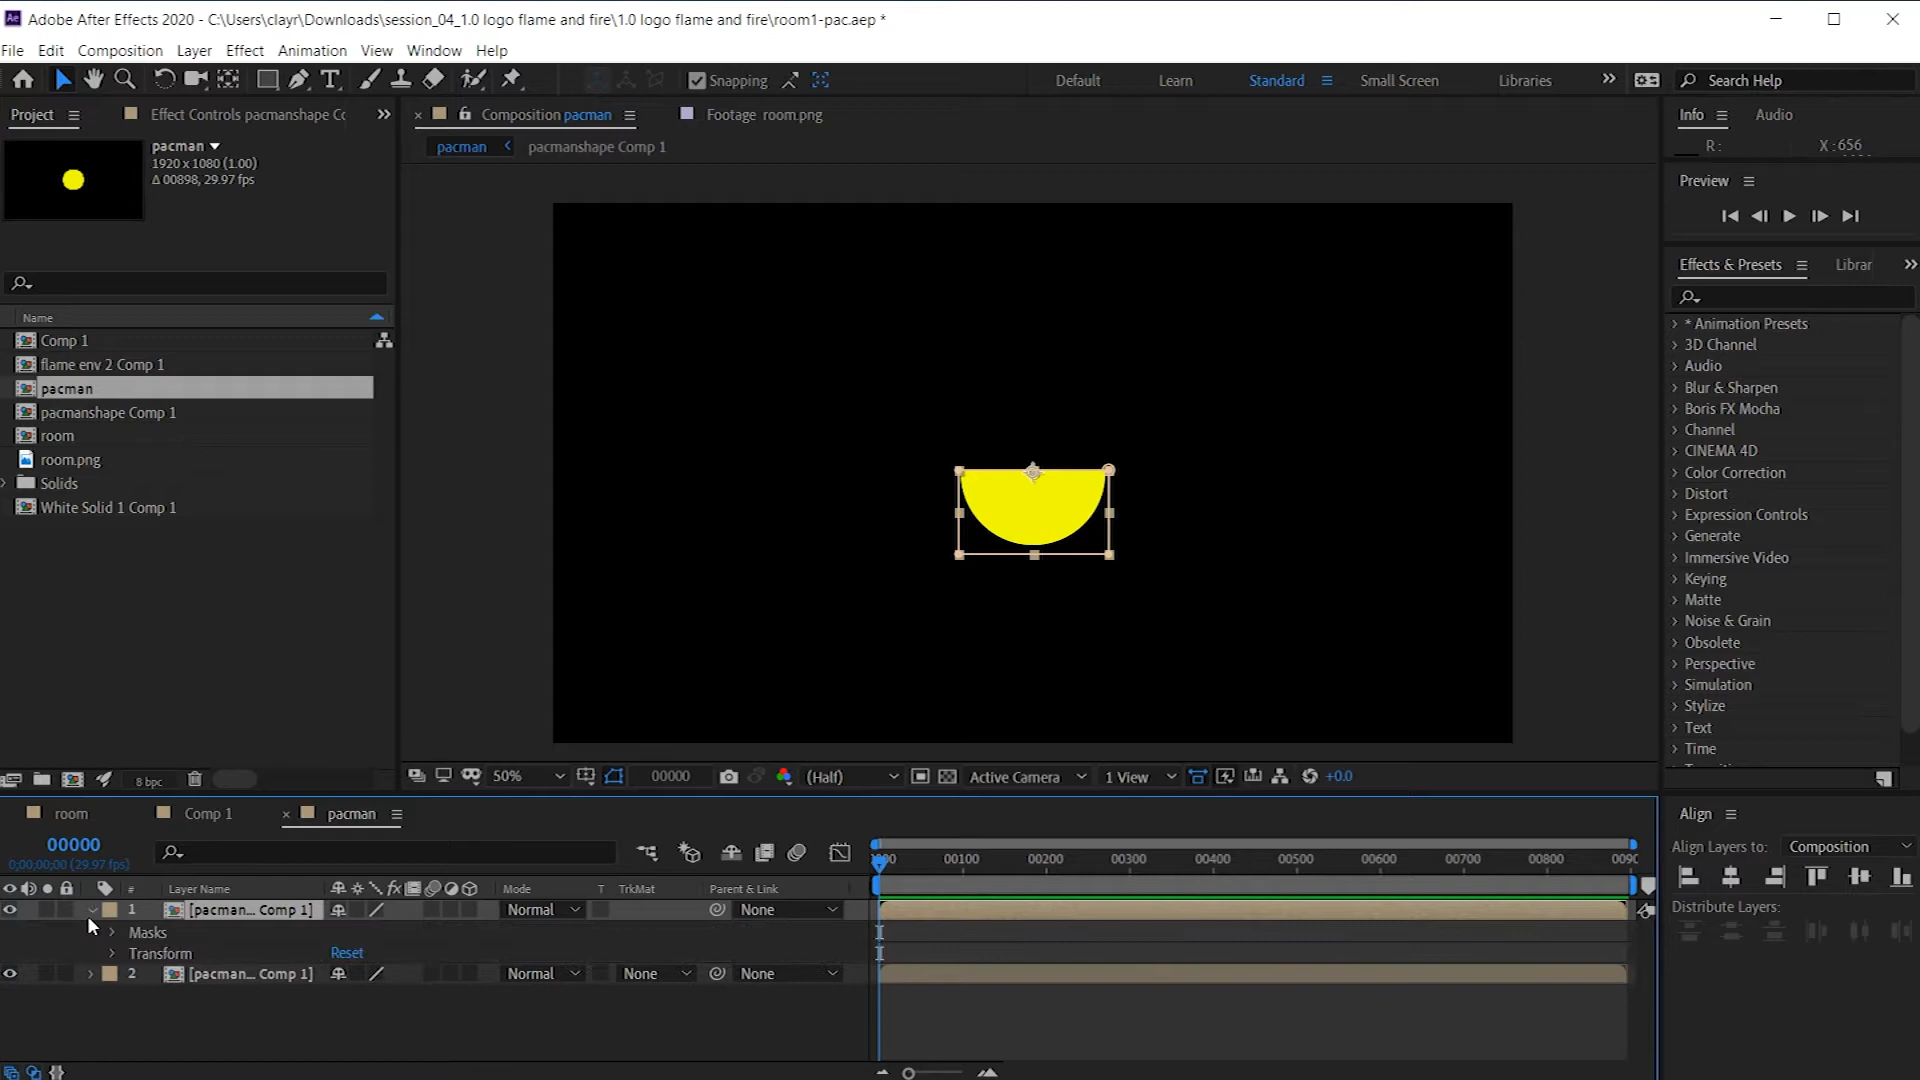 Ae Adobe After Effects 2020 - C:\Users\clayr\Downloads\session_04_1.0 logo flame and fire\1.0 logo flame and fire\room1-pac.aep *
File Edit Composition Layer Effect Animation View Window Help
Snapping Default Learn Standard Small Screen Libraries Search Help
Project Effect Controls pacmanshape Cc Composition pacman Footage room.png Info Audio
pacman pacmanshape Comp 1 R: X:656
pacman
1920 x 1080 (1.00)
Δ 00898, 29.97 fps
Preview
Effects & Presets Librar
Name
Comp 1
flame env 2 Comp 1
pacman
pacmanshape Comp 1
room
room.png
Solids
White Solid 1 Comp 1
* Animation Presets
3D Channel
Audio
Blur & Sharpen
Boris FX Mocha
Channel
CINEMA 4D
Color Correction
Distort
Expression Controls
Generate
Immersive Video
Keying
Matte
Noise & Grain
Obsolete
Perspective
Simulation
Stylize
Text
Time
8 bpc 50% 00000 (Half) Active Camera 1 View +0.0
room Comp 1 pacman
00000
0;00;00;00 (29.97 fps)
00100 00200 00300 00400 00500 00600 00700 00800
# Layer Name fx Mode T TrkMat Parent & Link
1 [pacman... Comp 1] Normal None
Masks
Transform Reset
2 [pacman... Comp 1] Normal None None
Align
Align Layers to: Composition
Distribute Layers: